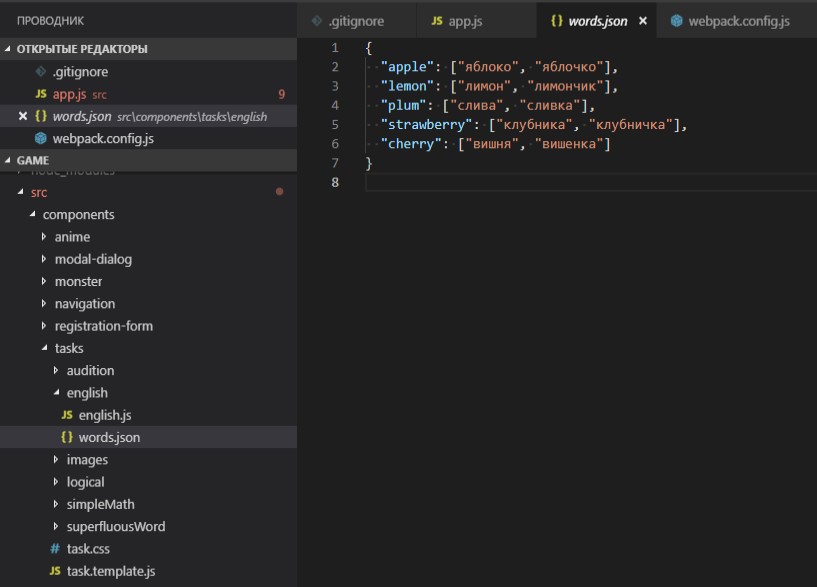 ПРОВОДНИК
ОТКРЫТЫЕ РЕДАКТОРЫ
.gitignore
JS app.js src 9
{} words.json src\components\tasks\english
webpack.config.js
GAME
node_modules
src
components
anime
modal-dialog
monster
navigation
registration-form
tasks
audition
english
JS english.js
{} words.json
images
logical
simpleMath
superfluousWord
# task.css
JS task.template.js
.gitignore
JS app.js
{} words.json
webpack.config.js
1 {
2 "apple": ["яблоко", "яблочко"],
3 "lemon": ["лимон", "лимончик"],
4 "plum": ["слива", "сливка"],
5 "strawberry": ["клубника", "клубничка"],
6 "cherry": ["вишня", "вишенка"]
7 }
8